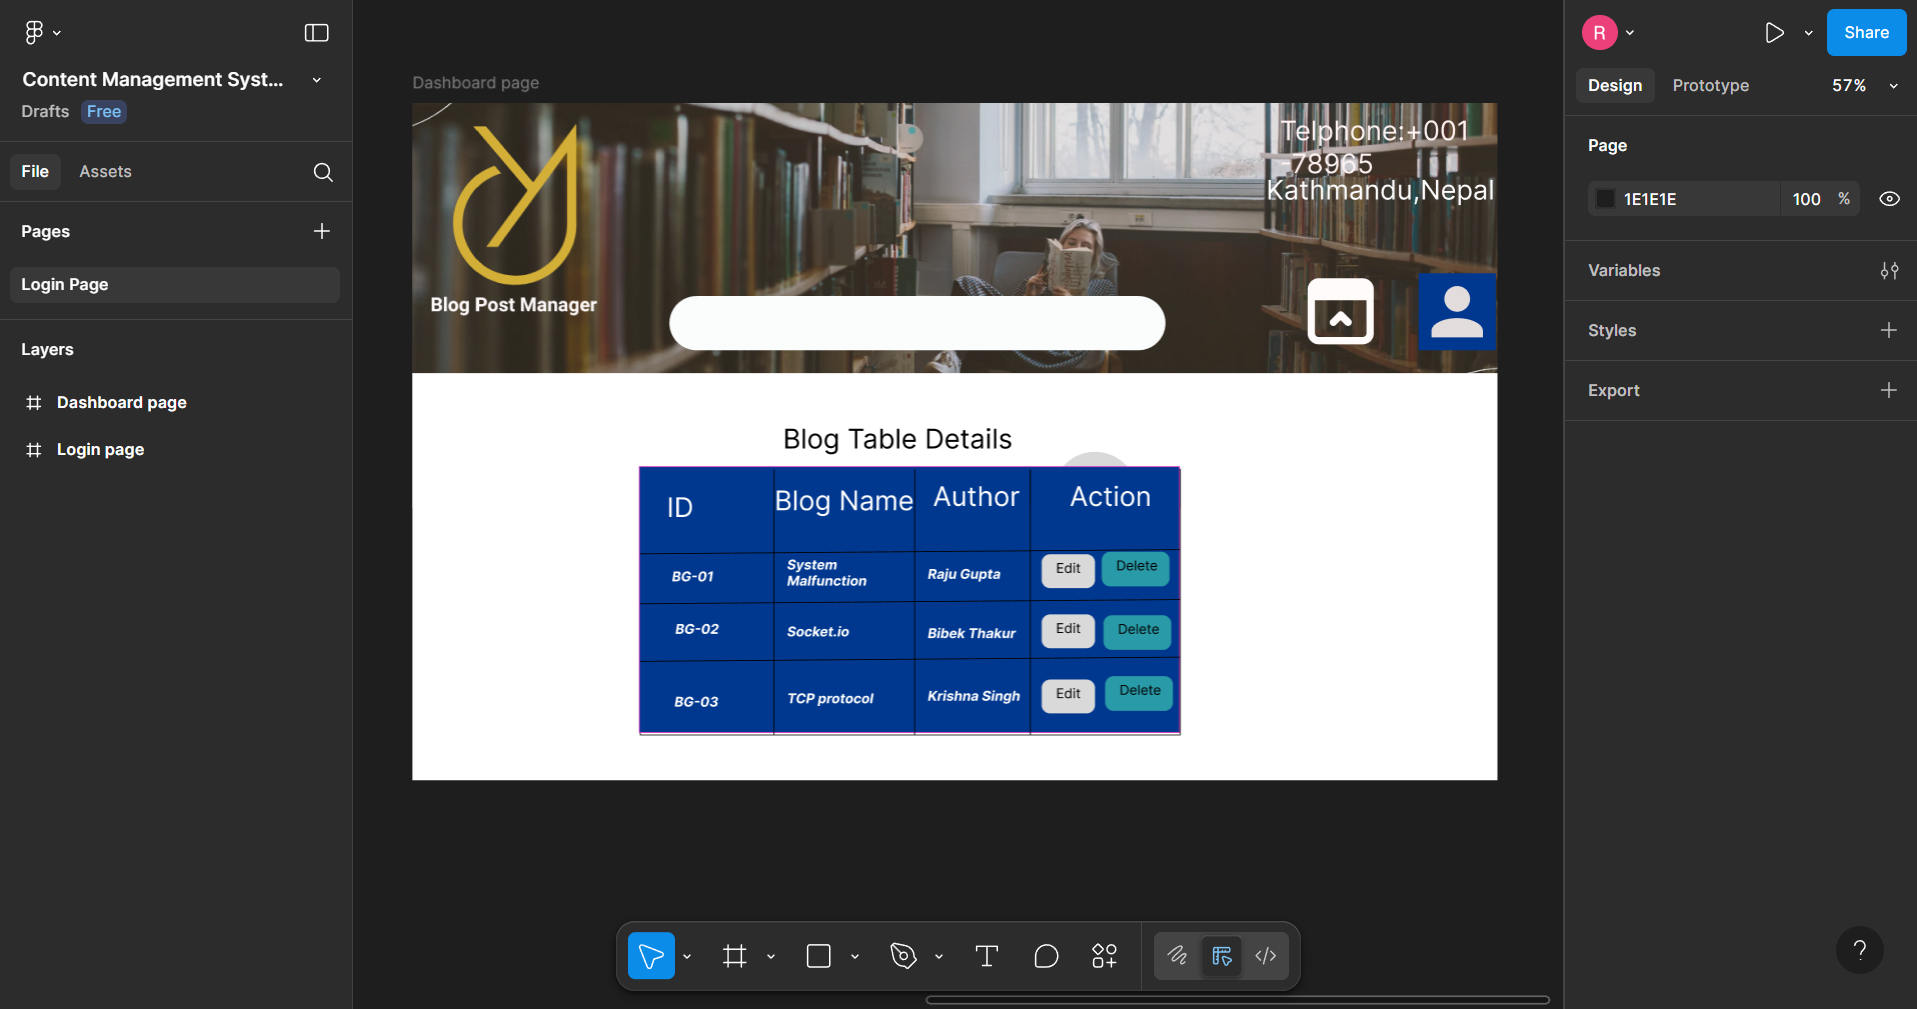 Content Management Syst...
Drafts Free
File Assets
Pages
Login Page
Layers
Dashboard page
Login page
Dashboard page
Telphone:+001
-78965
Kathmandu,Nepal
Blog Post Manager
Blog Table Details
ID Blog Name Author Action
BG-01 System Malfunction Raju Gupta Edit Delete
BG-02 Socket.io Bibek Thakur Edit Delete
BG-03 TCP protocol Krishna Singh Edit Delete
R
Share
Design Prototype 57%
Page
1E1E1E 100 %
Variables
Styles
Export
?